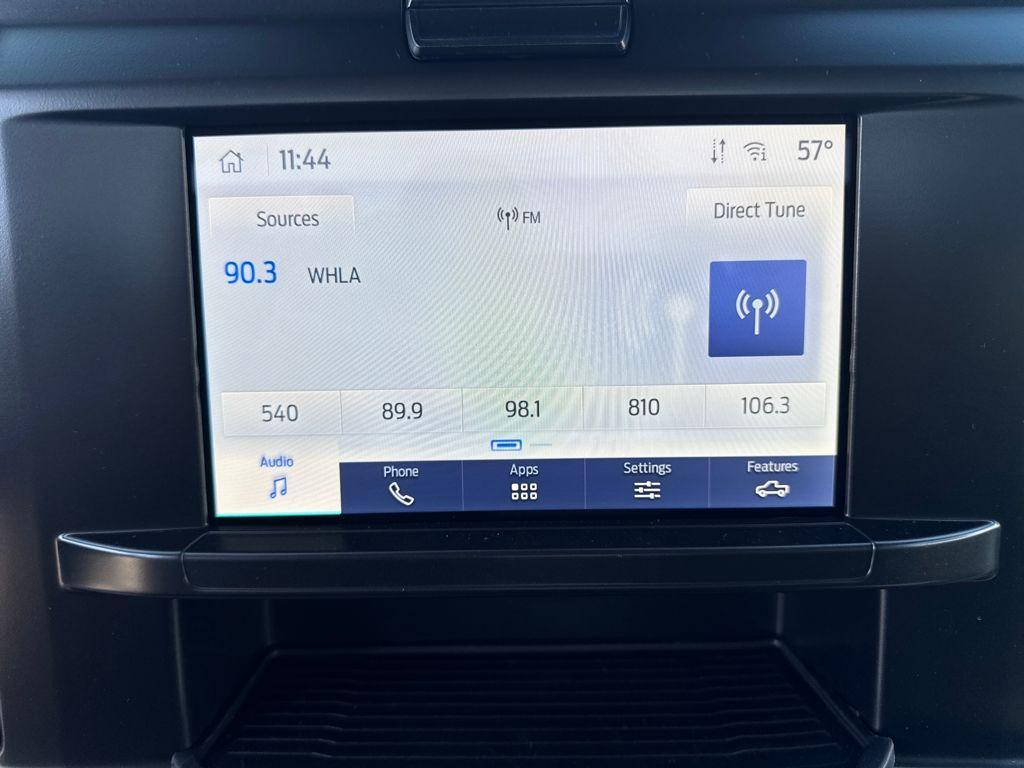 11:44 57°
Sources FM Direct Tune
90.3 WHLA
540 89.9 98.1 810 106.3
Audio Phone Apps Settings Features